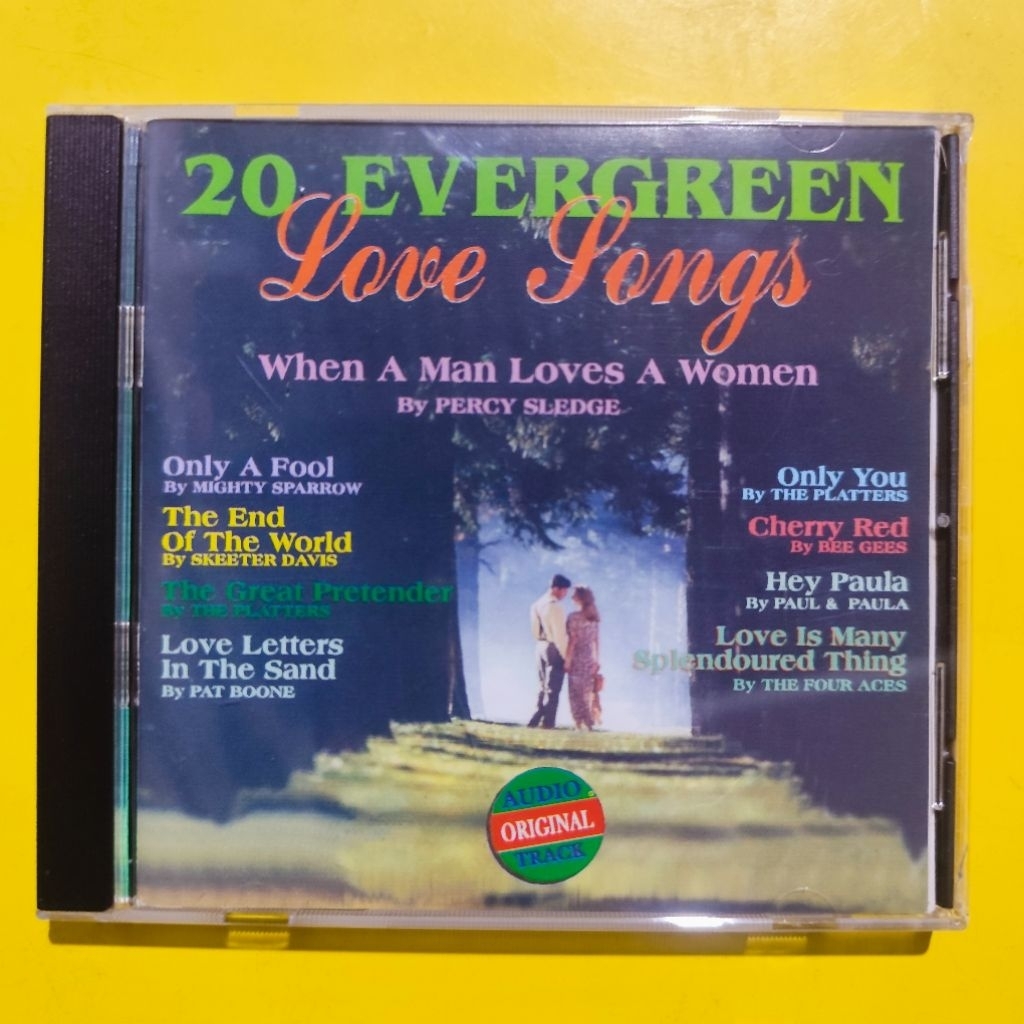 20 EVERGREEN
Love Songs
When A Man Loves A Women
By PERCY SLEDGE
Only A Fool
By MIGHTY SPARROW
The End
Of The World
By SKEETER DAVIS
The Great Pretender
By THE PLATTERS
Love Letters
In The Sand
By PAT BOONE
Only You
By THE PLATTERS
Cherry Red
By BEE GEES
Hey Paula
By PAUL & PAULA
Love Is Many
Splendoured Thing
By THE FOUR ACES
AUDIO
ORIGINAL
TRACK